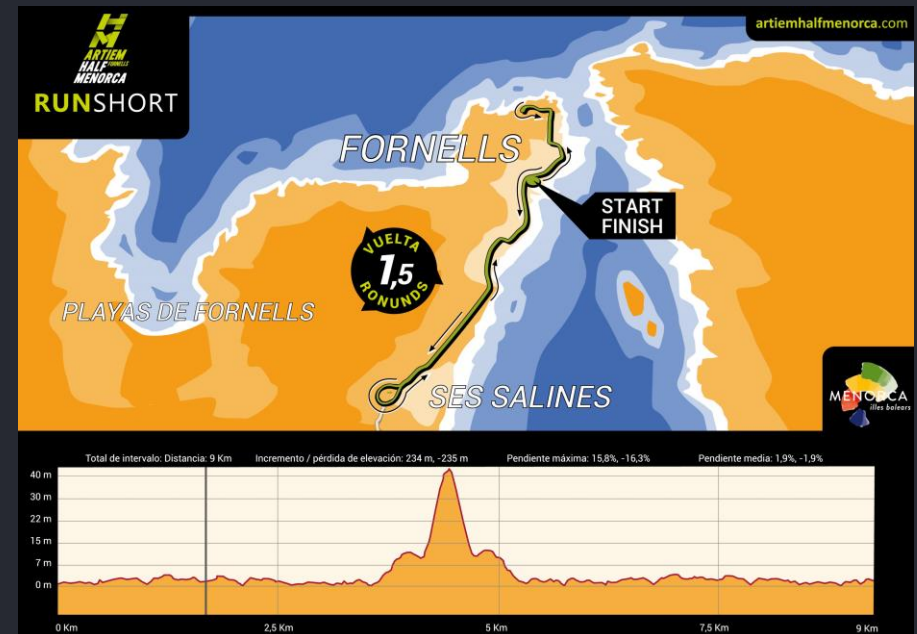 HM
ARTIEM
HALF FORNELLS
MENORCA
RUNSHORT
artiemhalfmenorca.com
FORNELLS
START
FINISH
VUELTA
1,5
RONUNDS
PLAYAS DE FORNELLS
SES SALINES
MENORCA
illes balears
Total de intervalo: Distancia: 9 Km Incremento / pérdida de elevación: 234 m, -235 m Pendiente máxima: 15,8%, -16,3% Pendiente media: 1,9%, -1,9%
40 m
30 m
22 m
15 m
7 m
0 m
0 Km 2,5 Km 5 Km 7,5 Km 9 Km